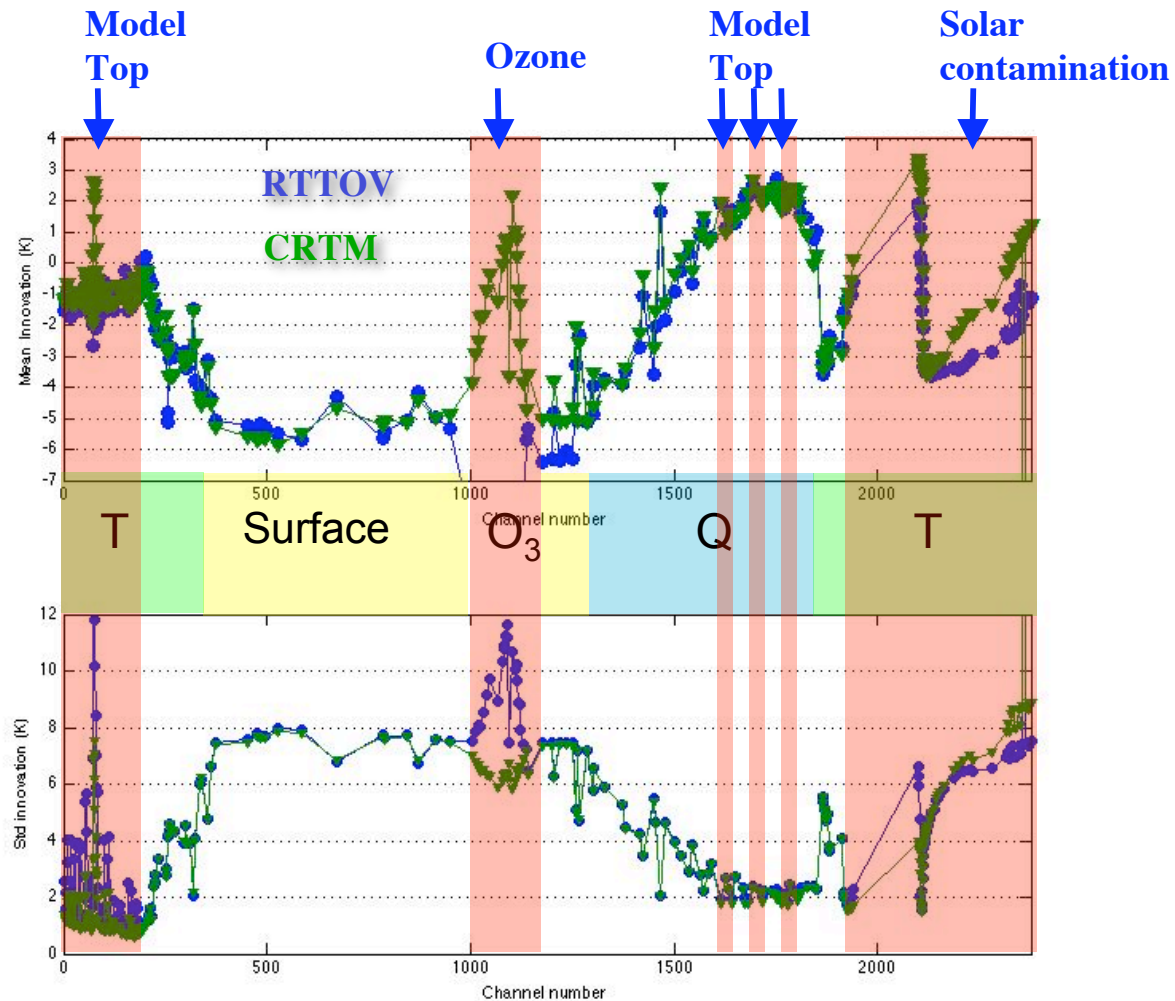 Model
Top
Ozone
Model
Top
Solar
contamination
4
3
2
1
0
-1
-2
-3
-4
-5
-6
-7
Mean Innovation (K)
RTTOV
CRTM
0
500
1000
1500
2000
Channel number
T
Surface
O3
Q
T
12
10
8
6
4
2
0
Std innovation (K)
0
500
1000
1500
2000
Channel number